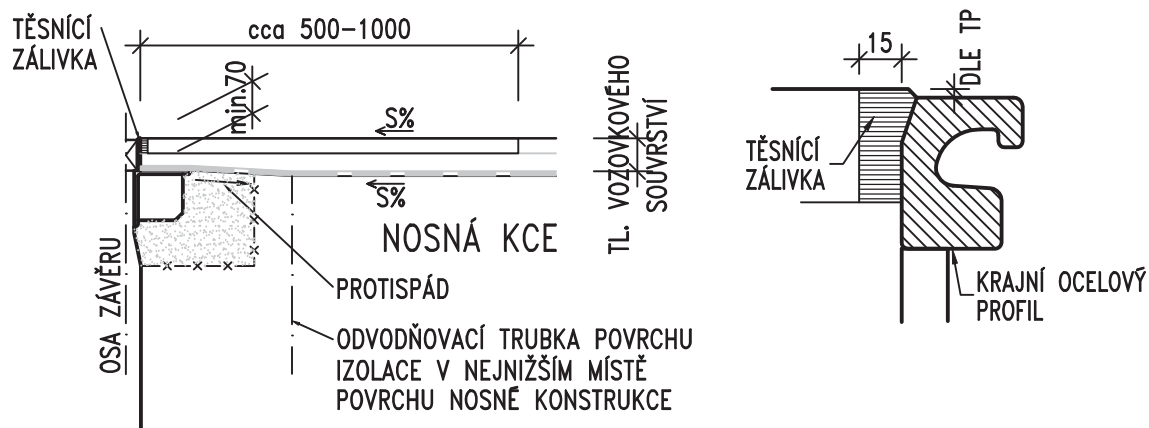 TĚSNÍCÍ
ZÁLIVKA
cca 500-1000
min.70
S%
S%
TL. VOZOVKOVÉHO
SOUVRSTVÍ
NOSNÁ KCE
OSA ZÁVĚRU
PROTISPÁD
ODVODŇOVACÍ TRUBKA POVRCHU
IZOLACE V NEJNIŽŠÍM MÍSTĚ
POVRCHU NOSNÉ KONSTRUKCE
15
DLE TP
TĚSNÍCÍ
ZÁLIVKA
KRAJNÍ OCELOVÝ
PROFIL